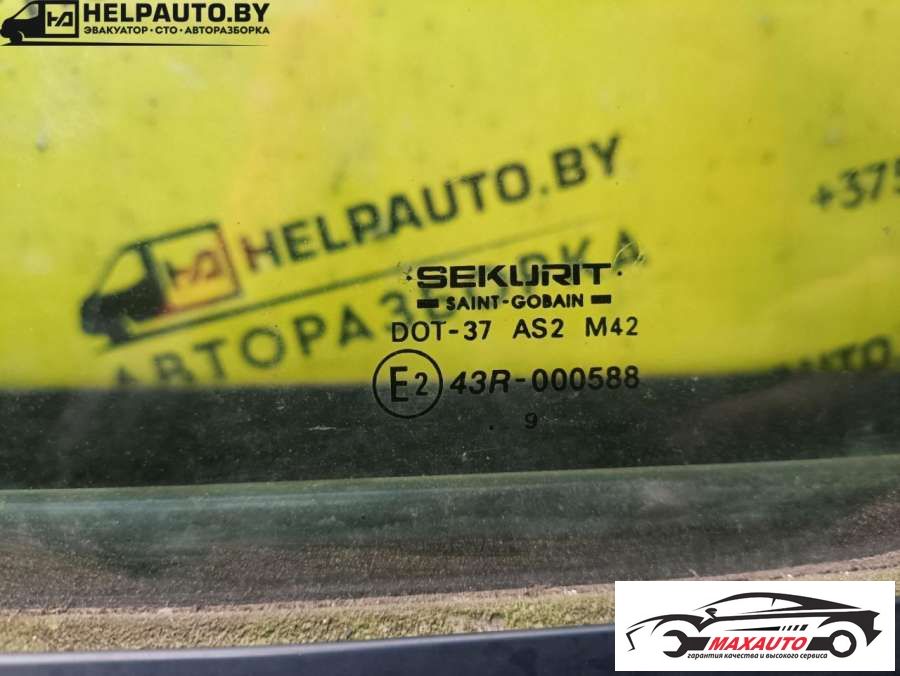 HELPAUTO.BY
ЭВАКУАТОР • СТО • АВТОРАЗБОРКА
HELPAUTO.BY
+375
АВТОРАЗБОРКА
SEKURIT
SAINT-GOBAIN
DOT-37 AS2 M42
E2 43R-000588
. 9
MAXAUTO
гарантия качества и высокого сервиса